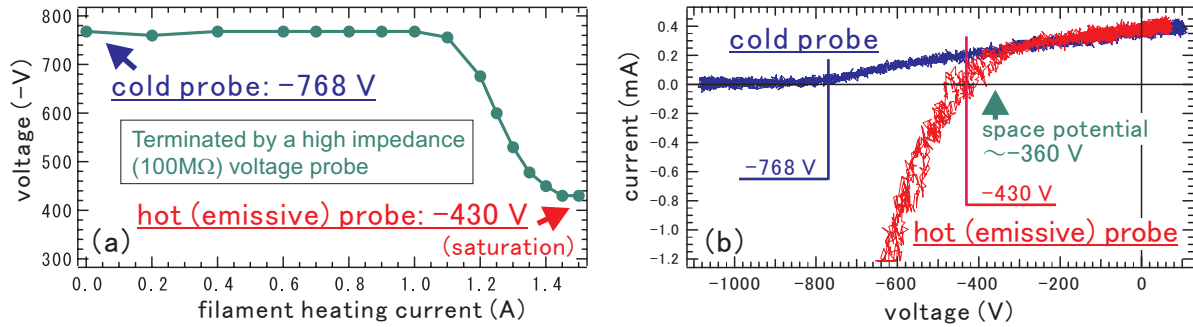 800
700
600
500
400
300
voltage (-V)
cold probe: -768 V
Terminated by a high impedance
(100MΩ) voltage probe
hot (emissive) probe: -430 V
(saturation)
(a)
0.0 0.2 0.4 0.6 0.8 1.0 1.2 1.4
filament heating current (A)
0.4
0.2
0.0
-0.2
-0.4
-0.6
-0.8
-1.0
-1.2
current (mA)
cold probe
space potential
~-360 V
-768 V
-430 V
hot (emissive) probe
(b)
-1000 -800 -600 -400 -200 0
voltage (V)